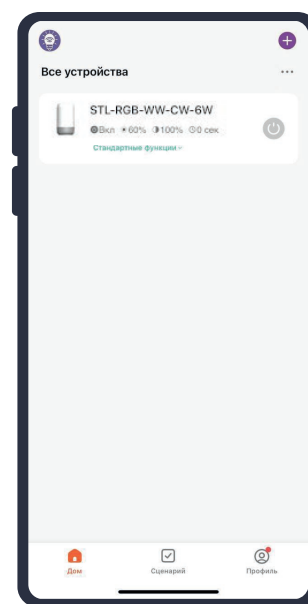 Все устройства
STL-RGB-WW-CW-6W
Вкл 60% 100% 0 сек
Стандартные функции
Дом Сценарий Профиль